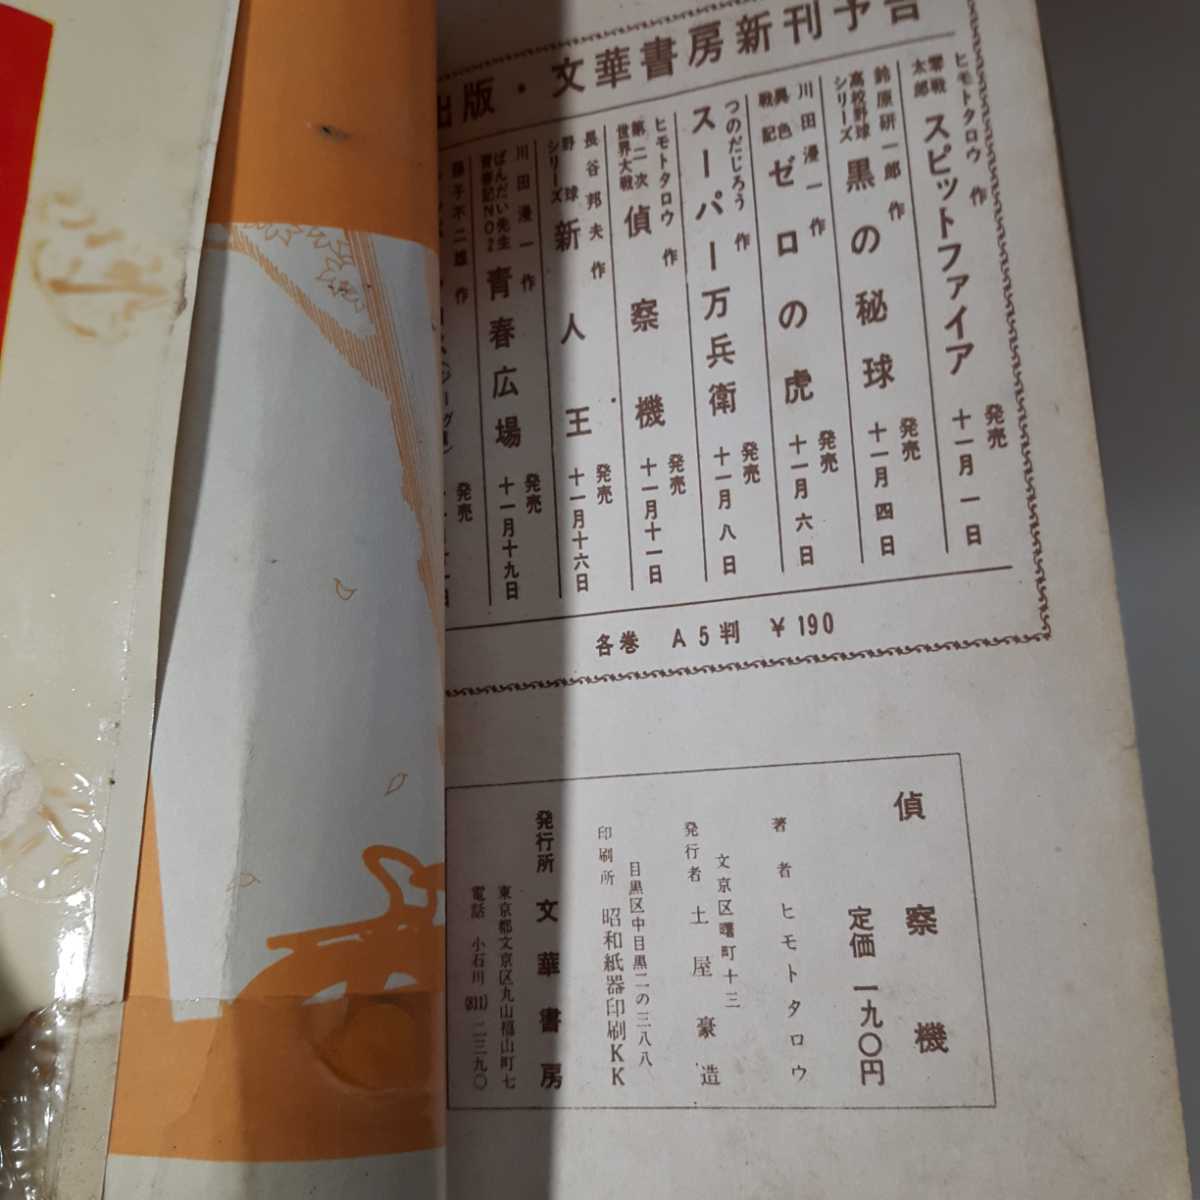 出版・文華書房新刊予告
ヒモトタロウ作
零戦太郎 スピットファイア 発売 十一月一日
鈴原研一郎作
高校野球シリーズ 黒の秘球 発売 十一月四日
川田漫一作
異色戦記 ゼロの虎 発売 十一月六日
つのだじろう作
スーパー万兵衛 発売 十一月八日
ヒモトタロウ作
第二次世界大戦 偵察機 発売 十一月十一日
長谷邦夫作
野球シリーズ 新人王 発売 十一月十六日
川田漫一作
ばんだい先生青春記NO2 青春広場 発売 十一月十九日
藤子不二雄作
発売
各巻 A5判 ¥190
偵察機
定価 一九〇円
著者 ヒモトタロウ
文京区曙町十三
発行者 土屋豪造
目黒区中目黒二の三八八
印刷所 昭和紙器印刷KK
発行所 文華書房
東京都文京区丸山福山町七
電話 小石川(811)二三九〇